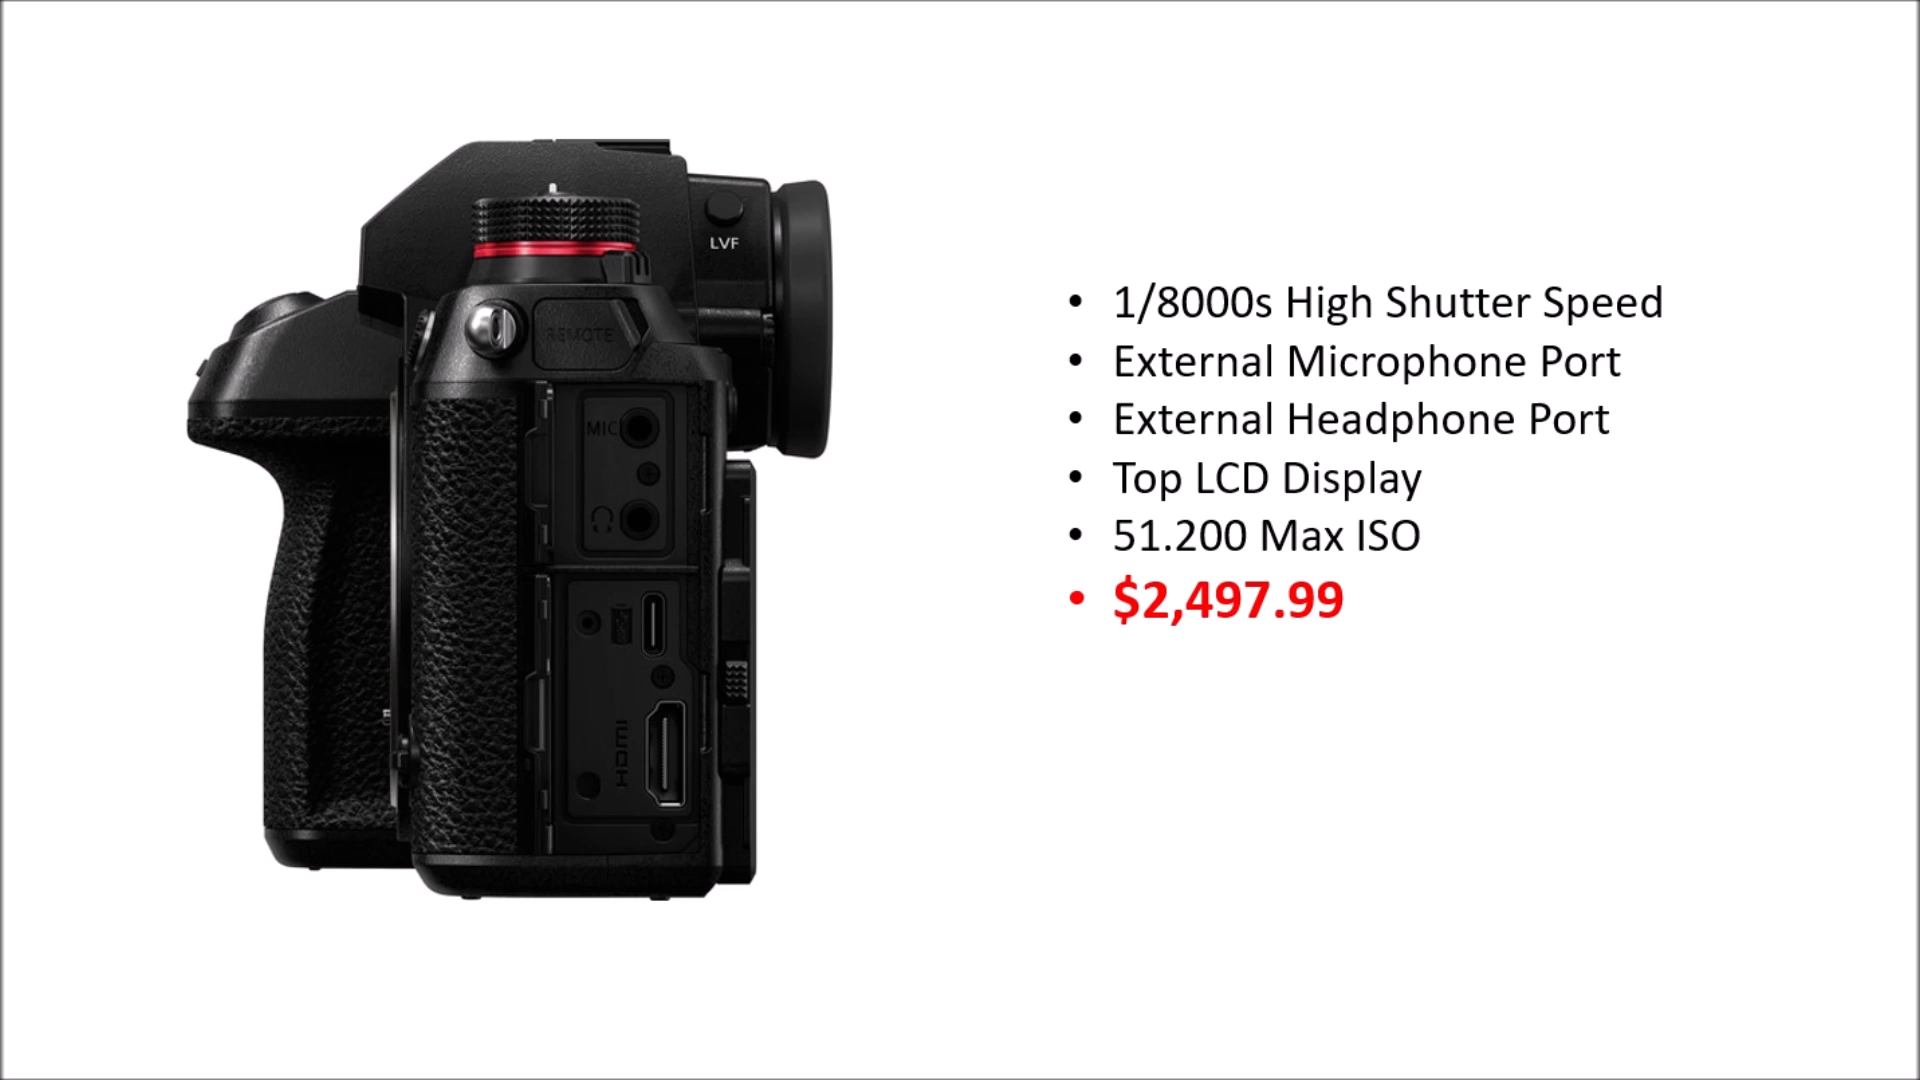 LVF
REMOTE
MIC
HDMI
• 1/8000s High Shutter Speed
• External Microphone Port
• External Headphone Port
• Top LCD Display
• 51.200 Max ISO
• $2,497.99